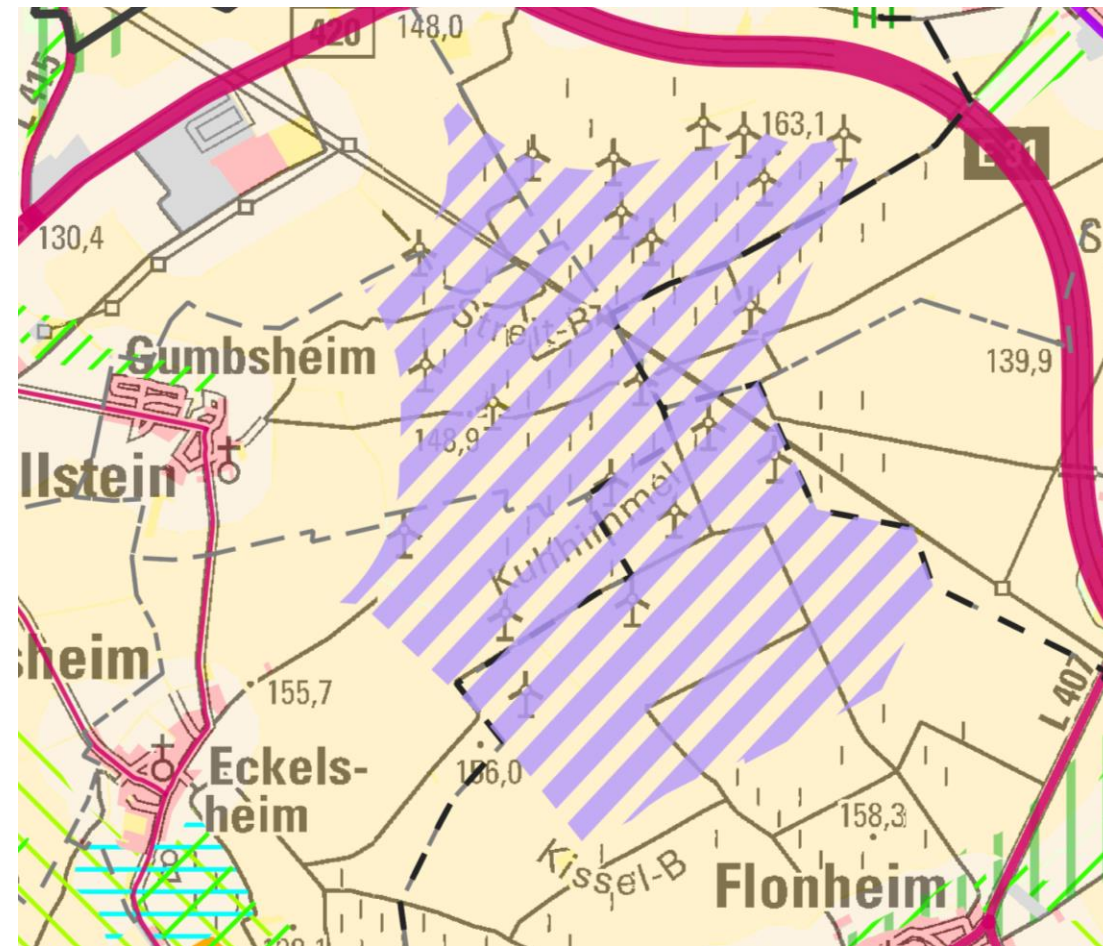 420
148,0
L 415
163,1
E 31
130,4
Streit-B
Gumbsheim
139,9
148,9
llstein
Kuhhimmel
sheim
155,7
L 407
Eckels-
heim
156,0
158,3
Kissel-B
Flonheim